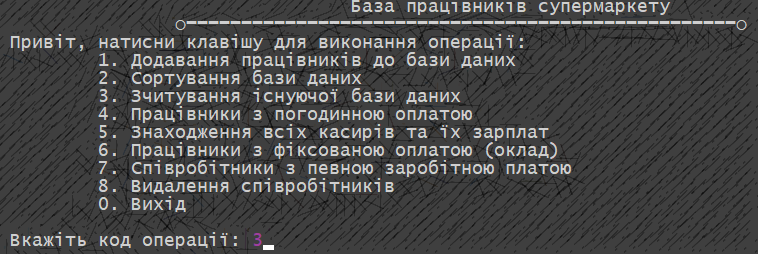 База працівників супермаркету
Привіт, натисни клавішу для виконання операції:
1. Додавання працівників до бази даних
2. Сортування бази даних
3. Зчитування існуючої бази даних
4. Працівники з погодинною оплатою
5. Знаходження всіх касирів та їх зарплат
6. Працівники з фіксованою оплатою (оклад)
7. Співробітники з певною заробітною платою
8. Видалення співробітників
0. Вихід
Вкажіть код операції: 3